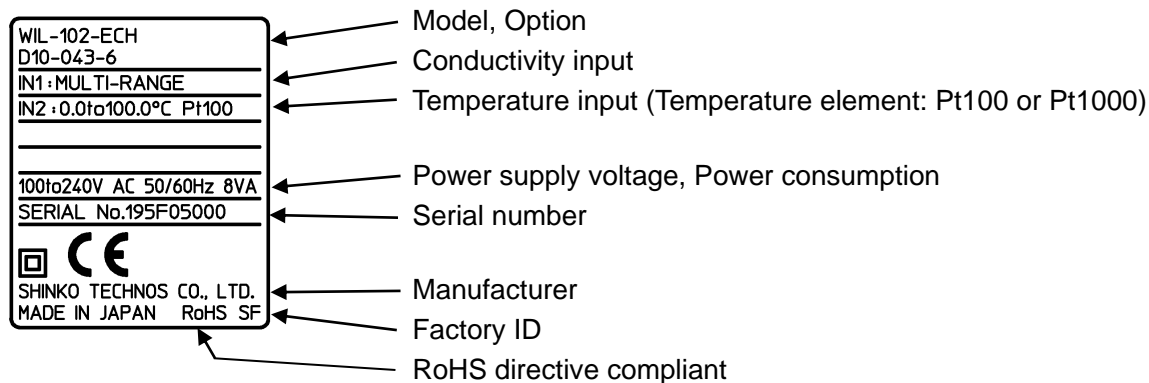 WIL-102-ECH
D10-043-6
IN1:MULTI-RANGE
IN2:0.0to100.0°C Pt100
100to240V AC 50/60Hz 8VA
SERIAL No.195F05000
CE
SHINKO TECHNOS CO., LTD.
MADE IN JAPAN RoHS SF
Model, Option
Conductivity input
Temperature input (Temperature element: Pt100 or Pt1000)
Power supply voltage, Power consumption
Serial number
Manufacturer
Factory ID
RoHS directive compliant